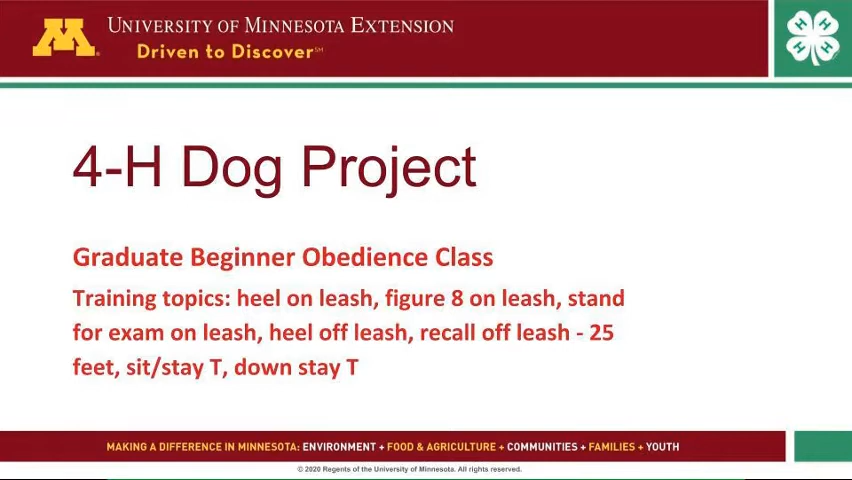 UNIVERSITY OF MINNESOTA EXTENSION
Driven to Discover℠
H H H H
4-H Dog Project
Graduate Beginner Obedience Class
Training topics: heel on leash, figure 8 on leash, stand
for exam on leash, heel off leash, recall off leash - 25
feet, sit/stay T, down stay T
MAKING A DIFFERENCE IN MINNESOTA: ENVIRONMENT + FOOD & AGRICULTURE + COMMUNITIES + FAMILIES + YOUTH
© 2020 Regents of the University of Minnesota. All rights reserved.